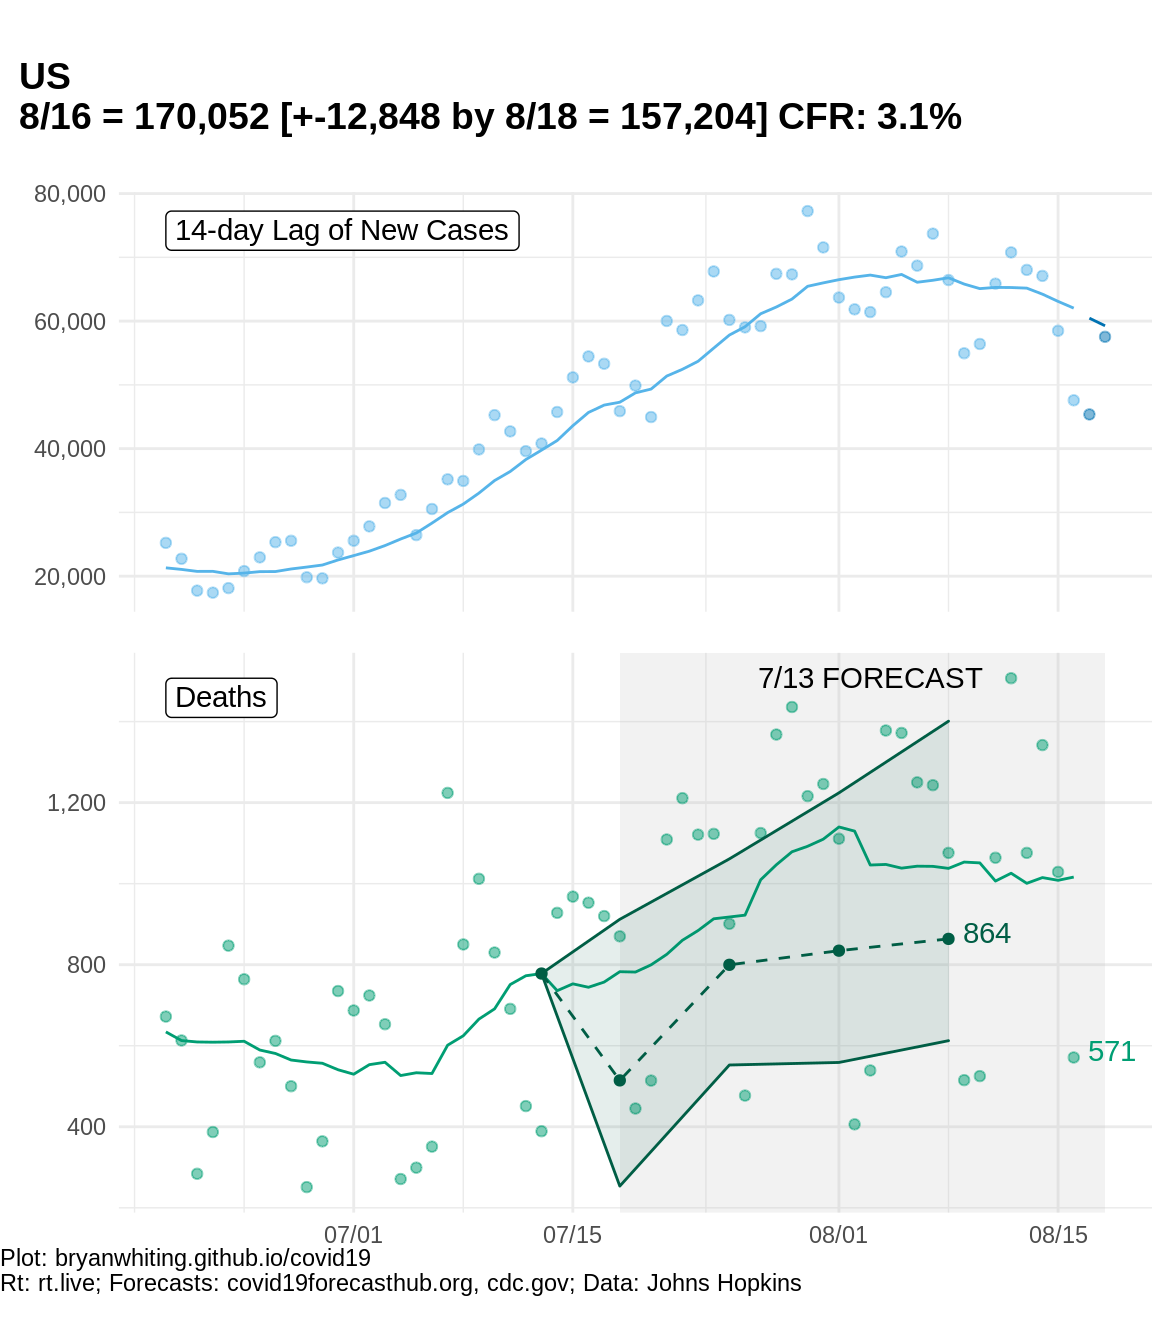 US
8/16 = 170,052 [+-12,848 by 8/18 = 157,204] CFR: 3.1%
80,000
14-day Lag of New Cases
60,000
40,000
20,000
7/13 FORECAST
Deaths
1,200
864
800
571
400
07/01 07/15 08/01 08/15
Plot: bryanwhiting.github.io/covid19
Rt: rt.live; Forecasts: covid19forecasthub.org, cdc.gov; Data: Johns Hopkins